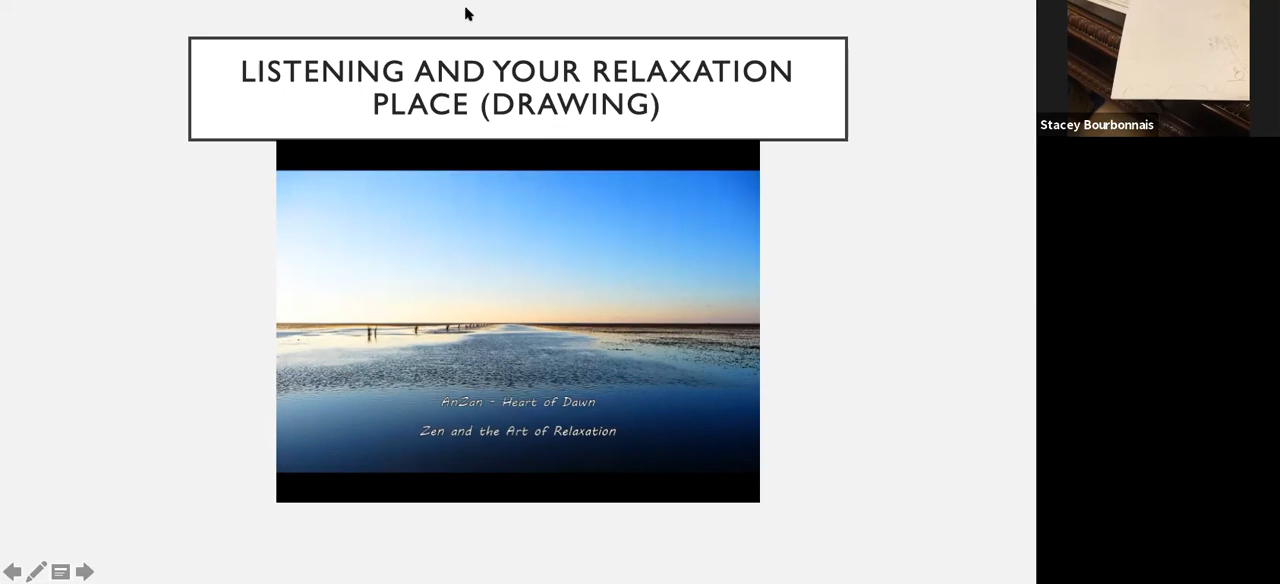 LISTENING AND YOUR RELAXATION
PLACE (DRAWING)
AnZan - Heart of Dawn
Zen and the Art of Relaxation
Stacey Bourbonnais